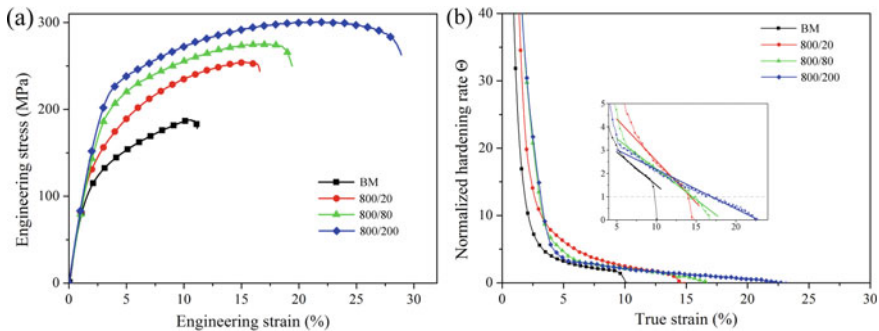 (a)
300
200
100
0
0 5 10 15 20 25 30
Engineering stress (MPa)
Engineering strain (%)
BM
800/20
800/80
800/200
(b)
40
30
20
10
0
0 5 10 15 20 25 30
Normalized hardening rate Θ
True strain (%)
BM
800/20
800/80
800/200
5
4
3
2
1
0
5 10 15 20